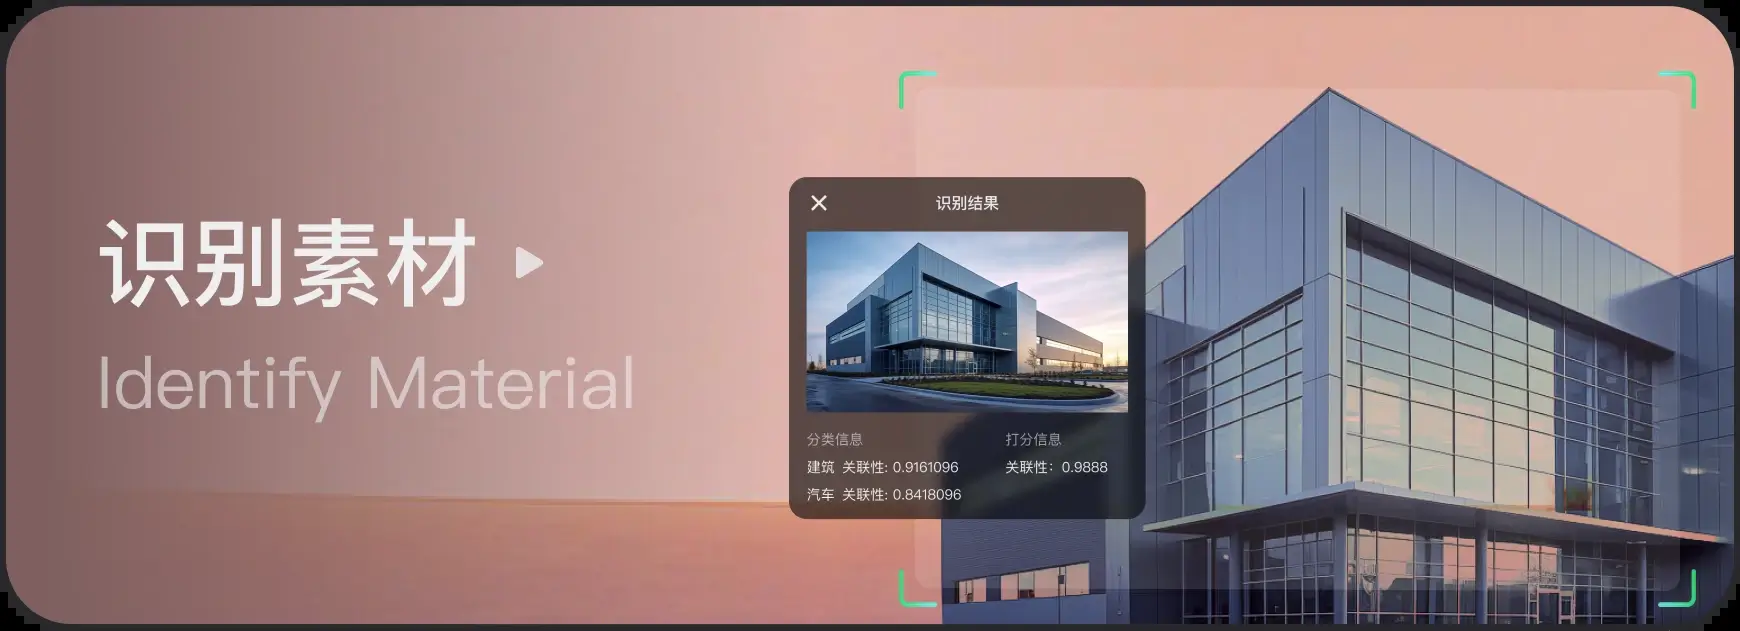 识别素材
Identify Material
识别结果
分类信息
建筑 关联性: 0.9161096
汽车 关联性: 0.8418096
打分信息
关联性：0.9888